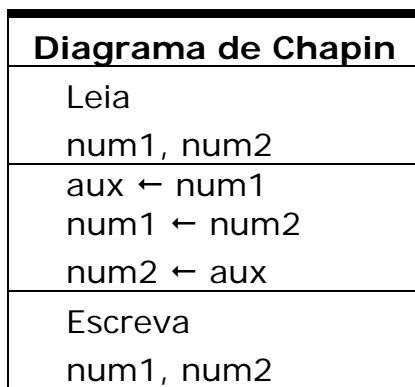 Diagrama de Chapin
Leia
num1, num2
aux ← num1
num1 ← num2
num2 ← aux
Escreva
num1, num2